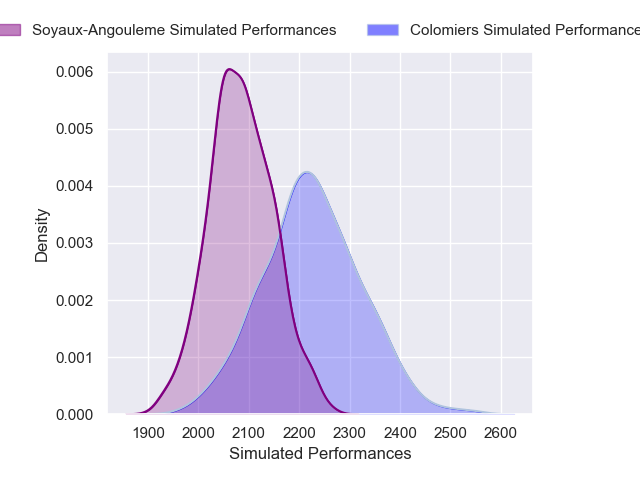 Soyaux-Angouleme Simulated Performances Colomiers Simulated Performance
0.006
0.005
0.004
0.003
0.002
0.001
0.000
Density
1900 2000 2100 2200 2300 2400 2500 2600
Simulated Performances